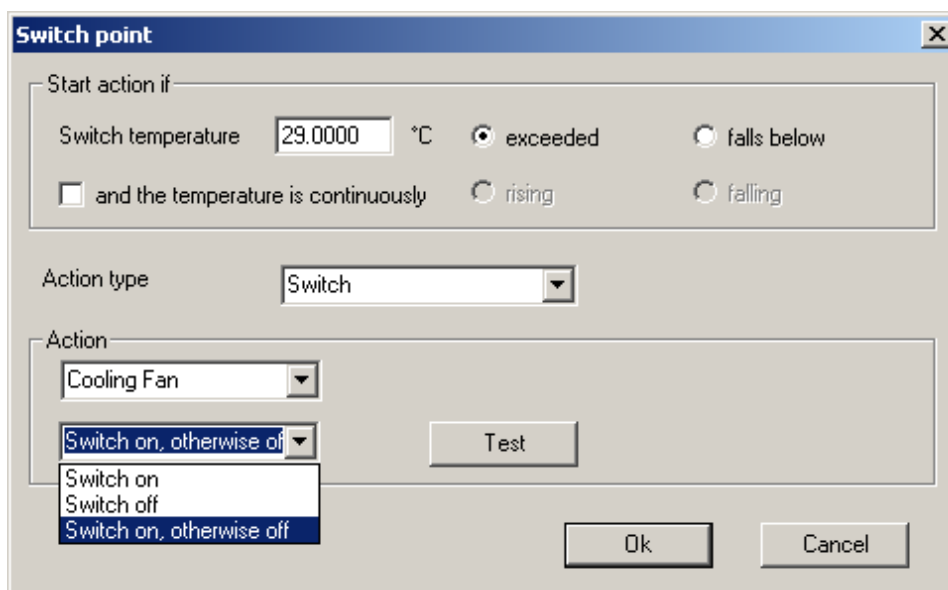 Switch point
Start action if
Switch temperature 29.0000 °C exceeded falls below
and the temperature is continuously rising falling
Action type Switch
Action
Cooling Fan
Switch on, otherwise of
Test
Switch on
Switch off
Switch on, otherwise off
Ok Cancel